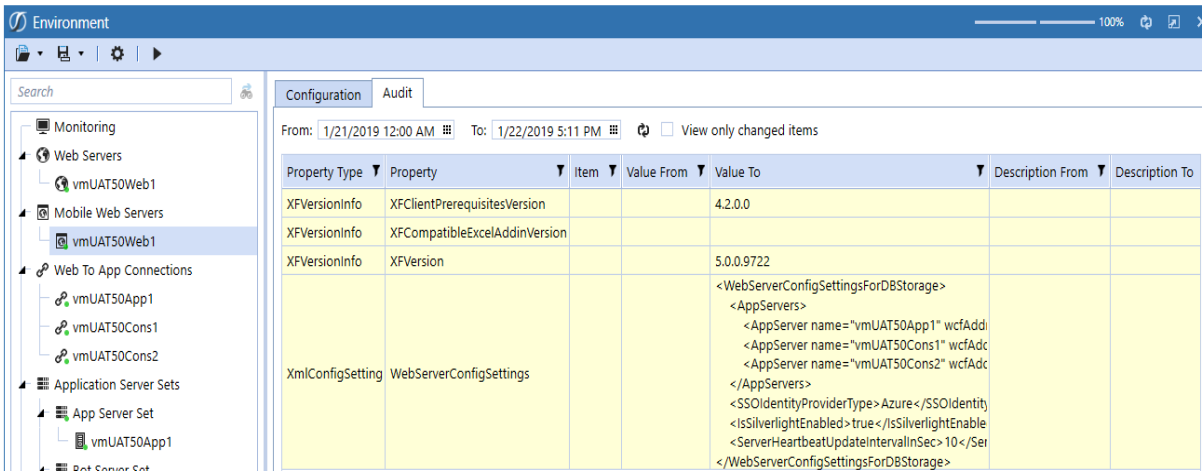 Environment
100%
Search
Monitoring
Web Servers
vmUAT50Web1
Mobile Web Servers
vmUAT50Web1
Web To App Connections
vmUAT50App1
vmUAT50Cons1
vmUAT50Cons2
Application Server Sets
App Server Set
vmUAT50App1
Bot Server Set
Configuration Audit
From: 1/21/2019 12:00 AM To: 1/22/2019 5:11 PM View only changed items
Property Type Property Item Value From Value To Description From Description To
XFVersionInfo XFClientPrerequisitesVersion 4.2.0.0
XFVersionInfo XFCompatibleExcelAddinVersion
XFVersionInfo XFVersion 5.0.0.9722
XmlConfigSetting WebServerConfigSettings
<WebServerConfigSettingsForDBStorage>
<AppServers>
<AppServer name="vmUAT50App1" wcfAddr
<AppServer name="vmUAT50Cons1" wcfAdc
<AppServer name="vmUAT50Cons2" wcfAdc
</AppServers>
<SSOIdentityProviderType>Azure</SSOIdentity
<IsSilverlightEnabled>true</IsSilverlightEnable
<ServerHeartbeatUpdateIntervalInSec>10</Ser
</WebServerConfigSettingsForDBStorage>